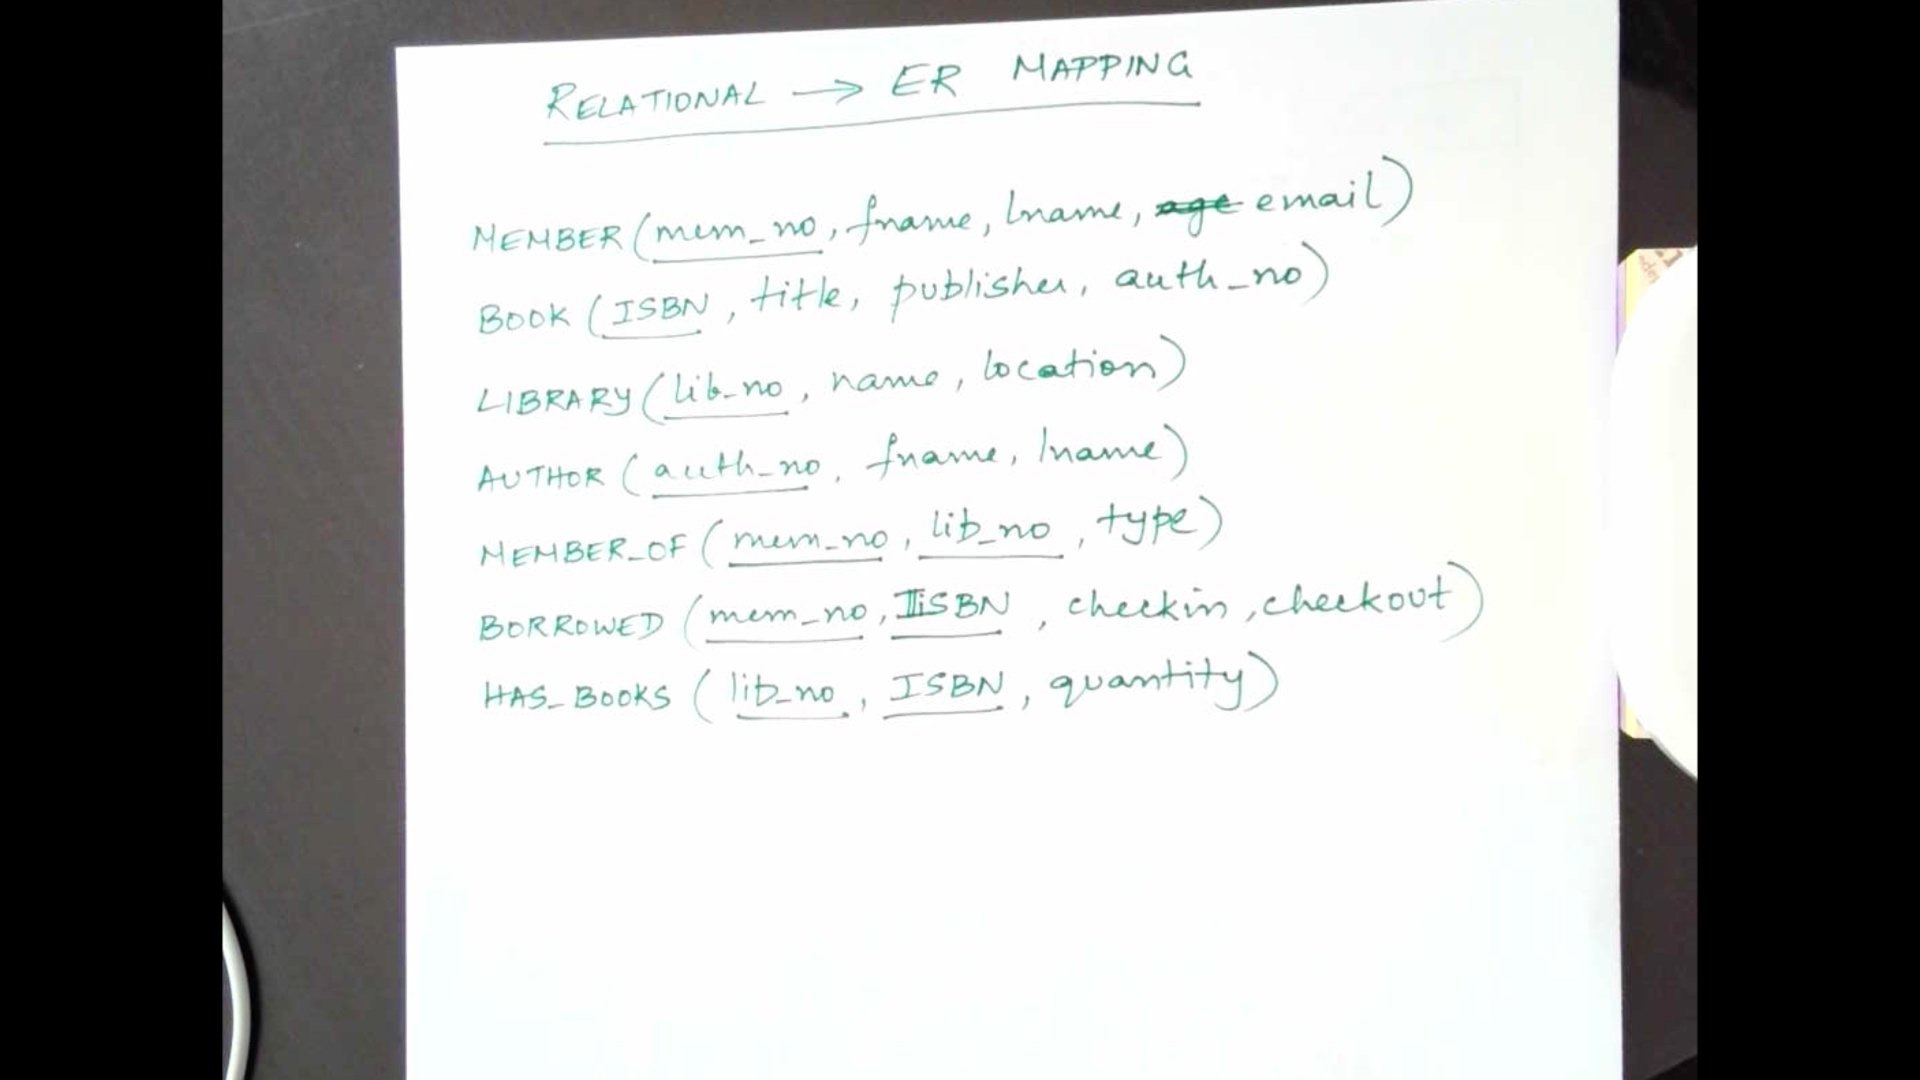 RELATIONAL → ER MAPPING
MEMBER (mem_no, fname, lname, age email)
BOOK (ISBN, title, publisher, auth_no)
LIBRARY (lib_no, name, location)
AUTHOR (auth_no, fname, lname)
MEMBER_OF (mem_no, lib_no, type)
BORROWED (mem_no, ISBN, checkin, checkout)
HAS_BOOKS (lib_no, ISBN, quantity)